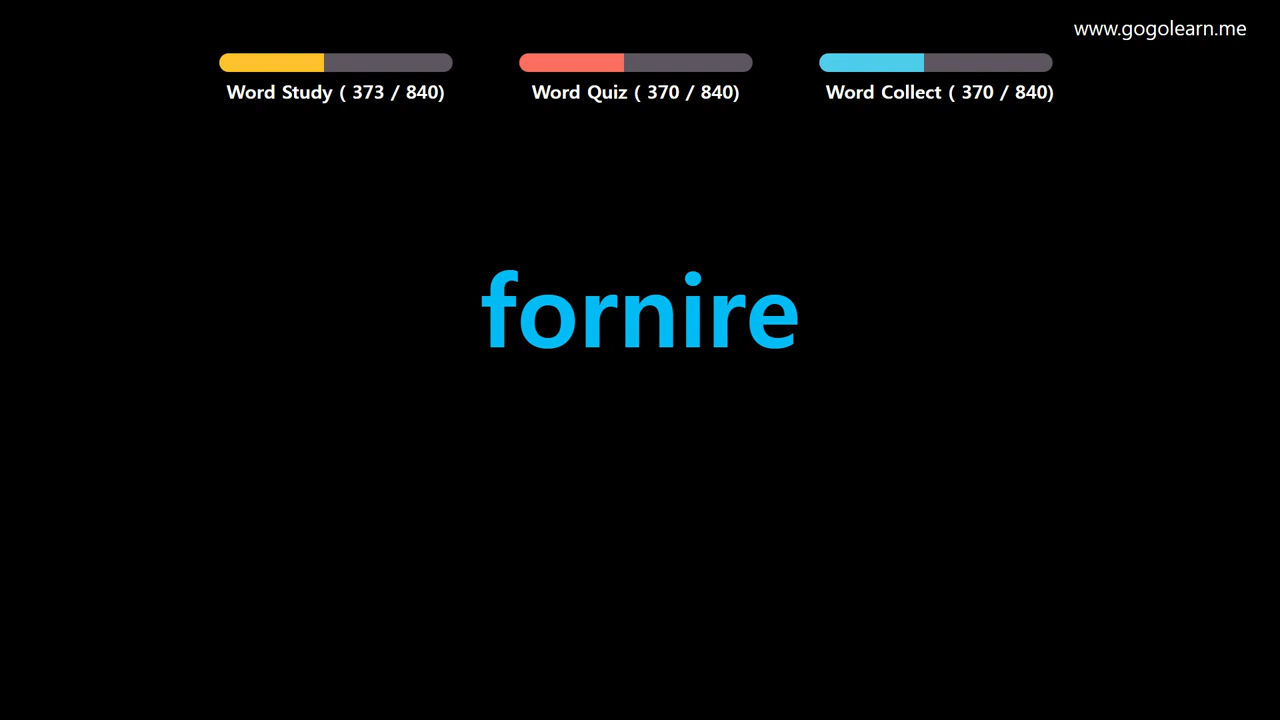 www.gogolearn.me
Word Study ( 373 / 840)
Word Quiz ( 370 / 840)
Word Collect ( 370 / 840)
fornire